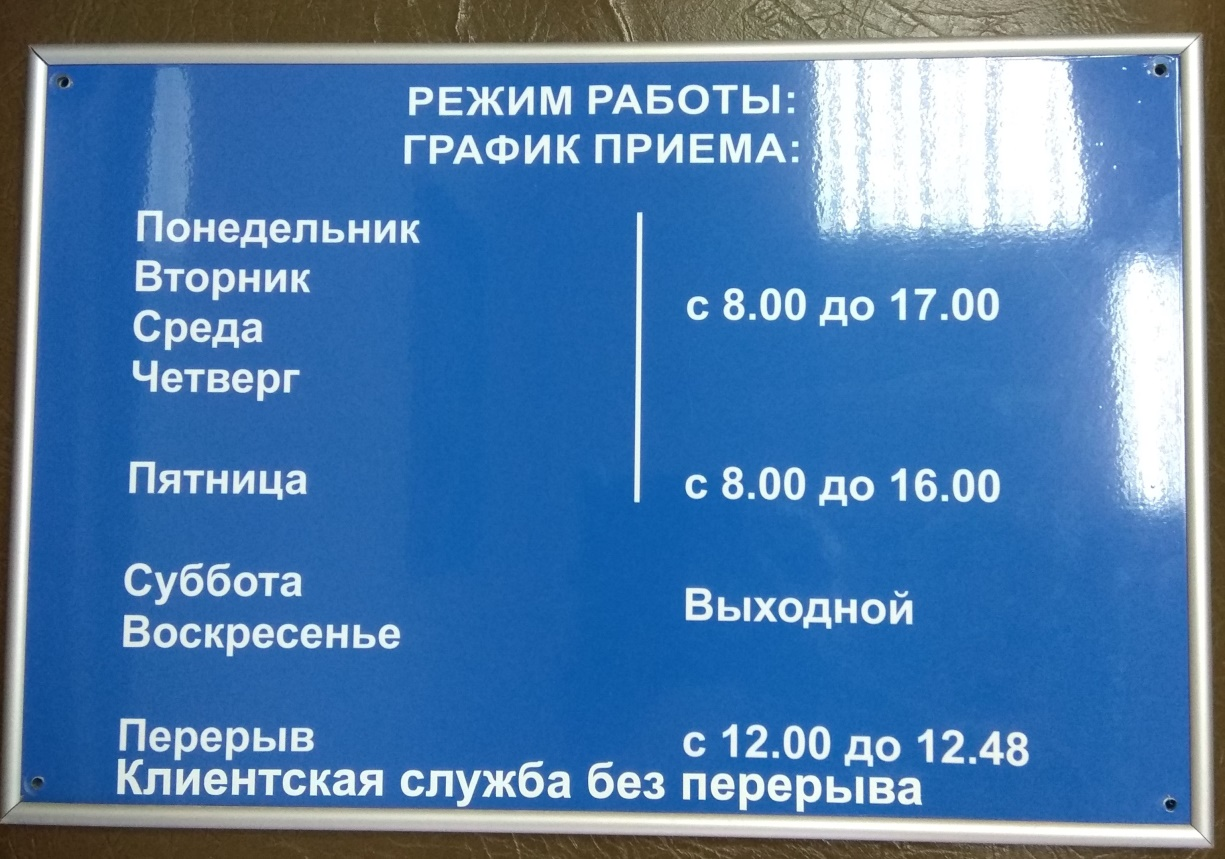 РЕЖИМ РАБОТЫ:
ГРАФИК ПРИЕМА:
Понедельник
Вторник
Среда
Четверг
с 8.00 до 17.00
Пятница
с 8.00 до 16.00
Суббота
Воскресенье
Выходной
Перерыв
с 12.00 до 12.48
Клиентская служба без перерыва